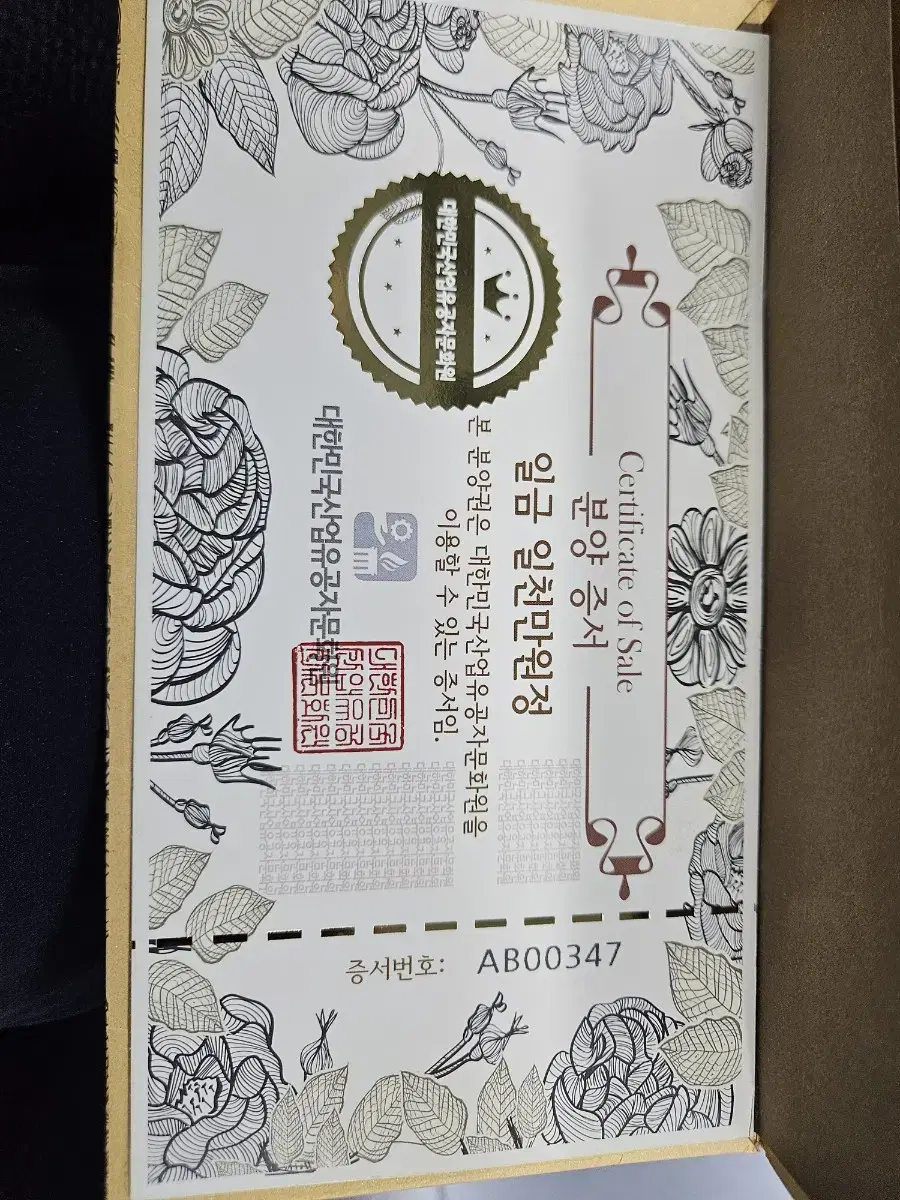 Certificate of Sale
분양 증서
일금 일천만원정
본 분양권은 대한민국산업유공자문화원을
이용할 수 있는 증서임.
대한민국산업유공자문화원
대한민국산업유공자문화원
증서번호: AB00347